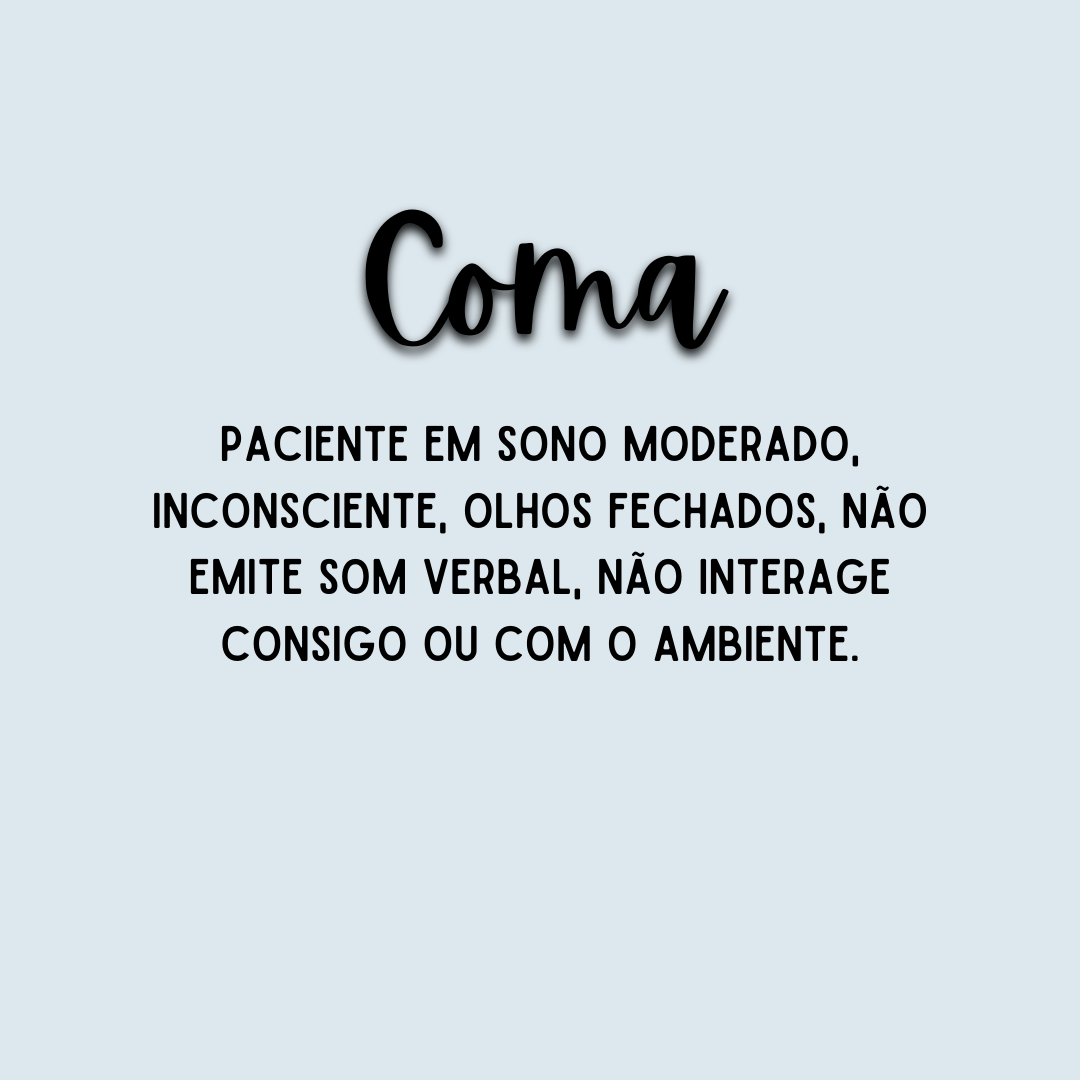 Coma
PACIENTE EM SONO MODERADO,
INCONSCIENTE, OLHOS FECHADOS, NÃO
EMITE SOM VERBAL, NÃO INTERAGE
CONSIGO OU COM O AMBIENTE.